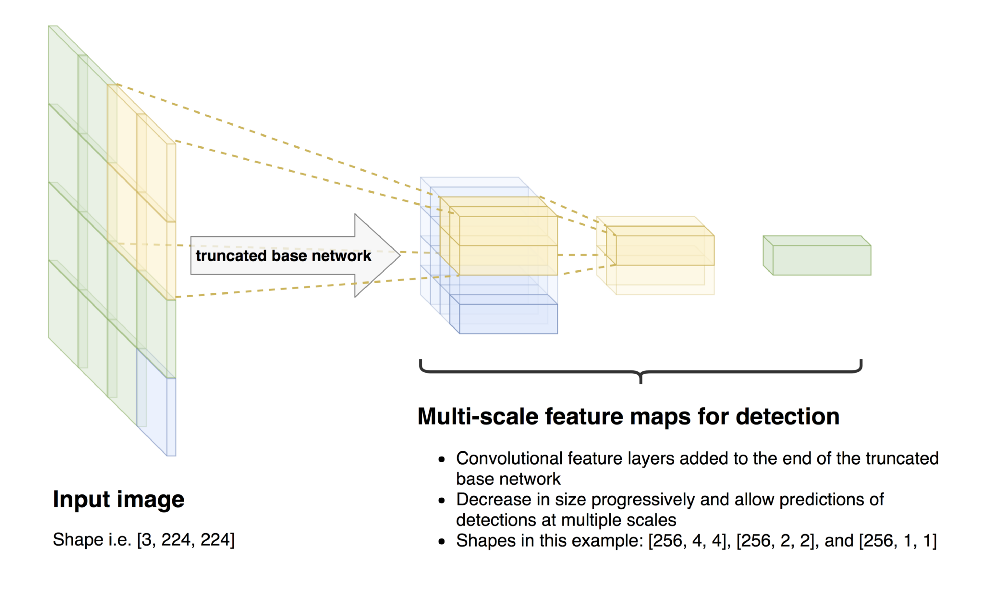 truncated base network
Multi-scale feature maps for detection
• Convolutional feature layers added to the end of the truncated
base network
• Decrease in size progressively and allow predictions of
detections at multiple scales
• Shapes in this example: [256, 4, 4], [256, 2, 2], and [256, 1, 1]
Input image
Shape i.e. [3, 224, 224]